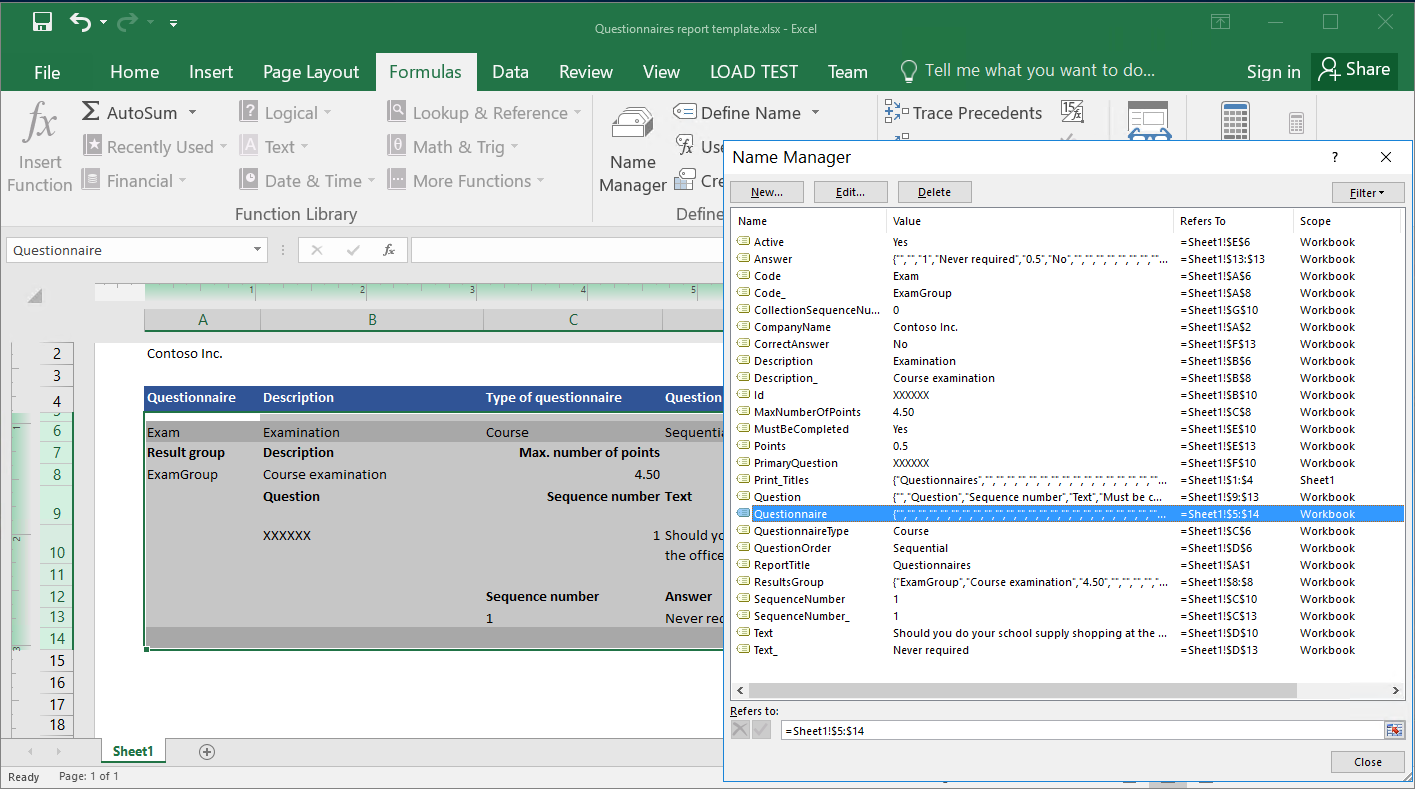 Questionnaires report template.xlsx - Excel
File Home Insert Page Layout Formulas Data Review View LOAD TEST Team Tell me what you want to do... Sign in Share
fx Σ AutoSum Logical Lookup & Reference Define Name Trace Precedents
Recently Used Text Math & Trig Use
Insert Function Financial Date & Time More Functions Name Manager Cre
Function Library Define
Questionnaire fx
1 2 3 4 5
A B C
2 Contoso Inc.
3
4 Questionnaire Description Type of questionnaire Question
5
6 Exam Examination Course Sequentia
7 Result group Description Max. number of points
8 ExamGroup Course examination 4.50
9 Question Sequence number Text
10 XXXXXX 1 Should yo
the office
11
12 Sequence number Answer
13 1 Never rec
14
15
16
17
18
Sheet1
Ready Page: 1 of 1
Name Manager ?
New... Edit... Delete Filter
Name Value Refers To Scope
Active Yes =Sheet1!$E$6 Workbook
Answer {"","","1","Never required","0.5","No","","","","","","","",""... =Sheet1!$13:$13 Workbook
Code Exam =Sheet1!$A$6 Workbook
Code_ ExamGroup =Sheet1!$A$8 Workbook
CollectionSequenceNu... 0 =Sheet1!$G$10 Workbook
CompanyName Contoso Inc. =Sheet1!$A$2 Workbook
CorrectAnswer No =Sheet1!$F$13 Workbook
Description Examination =Sheet1!$B$6 Workbook
Description_ Course examination =Sheet1!$B$8 Workbook
Id XXXXXX =Sheet1!$B$10 Workbook
MaxNumberOfPoints 4.50 =Sheet1!$C$8 Workbook
MustBeCompleted Yes =Sheet1!$E$10 Workbook
Points 0.5 =Sheet1!$E$13 Workbook
PrimaryQuestion XXXXXX =Sheet1!$F$10 Workbook
Print_Titles {"Questionnaires","","","","","","","","","","","","","","",""... =Sheet1!$1:$4 Sheet1
Question {"","Question","Sequence number","Text","Must be c... =Sheet1!$9:$13 Workbook
Questionnaire {"","","","","","","","","","","","","","","","","","","","","","",""... =Sheet1!$5:$14 Workbook
QuestionnaireType Course =Sheet1!$C$6 Workbook
QuestionOrder Sequential =Sheet1!$D$6 Workbook
ReportTitle Questionnaires =Sheet1!$A$1 Workbook
ResultsGroup {"ExamGroup","Course examination","4.50","","","","","... =Sheet1!$8:$8 Workbook
SequenceNumber 1 =Sheet1!$C$10 Workbook
SequenceNumber_ 1 =Sheet1!$C$13 Workbook
Text Should you do your school supply shopping at the ... =Sheet1!$D$10 Workbook
Text_ Never required =Sheet1!$D$13 Workbook
Refers to:
=Sheet1!$5:$14
Close